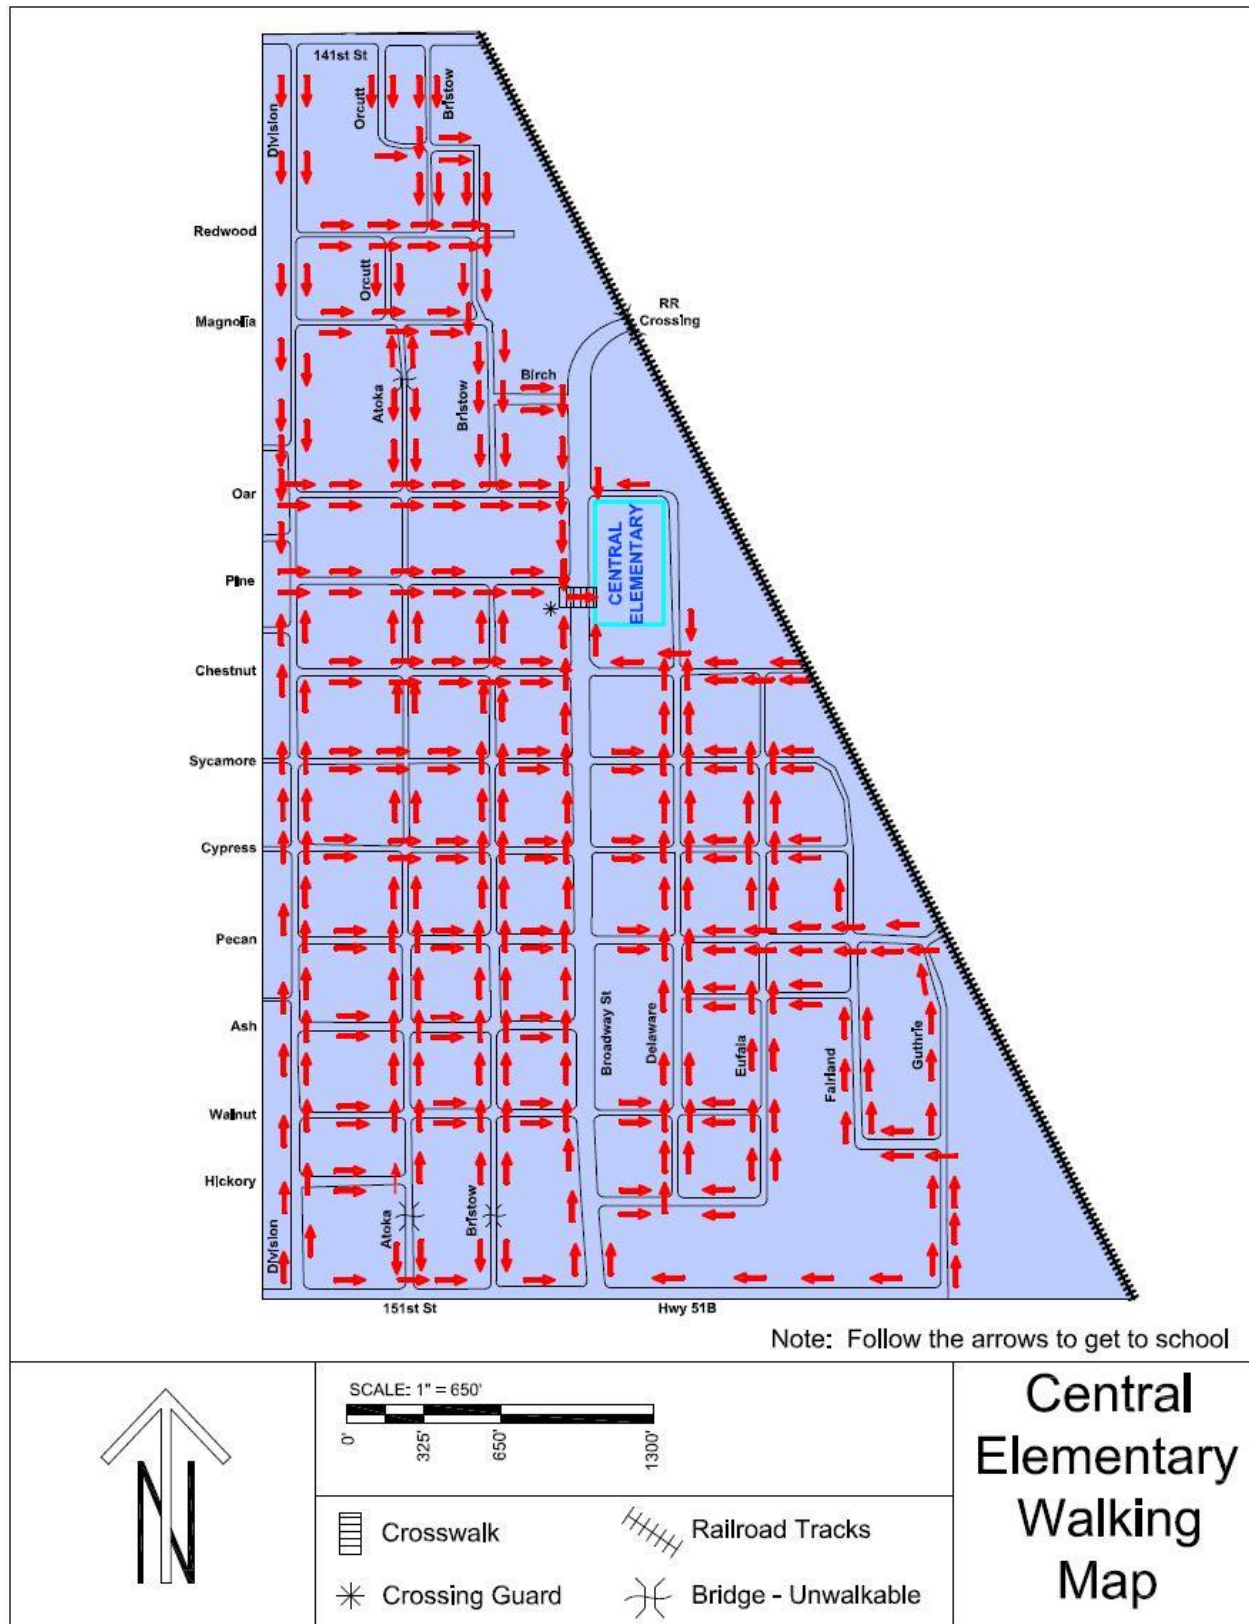 141st St
Division
Orcutt
Bristow
Redwood
Orcutt
Magnolia
RR
Crossing
Birch
Atoka
Bristow
Oar
CENTRAL
ELEMENTARY
Pine
Chestnut
Sycamore
Cypress
Pecan
Ash
Broadway St
Delaware
Eufala
Fairland
Guthrie
Walnut
Hickory
Division
Atoka
Bristow
151st St
Hwy 51B
Note: Follow the arrows to get to school
N
SCALE: 1" = 650'
0'
325'
650'
1300'
Crosswalk
Railroad Tracks
Crossing Guard
Bridge - Unwalkable
Central
Elementary
Walking
Map